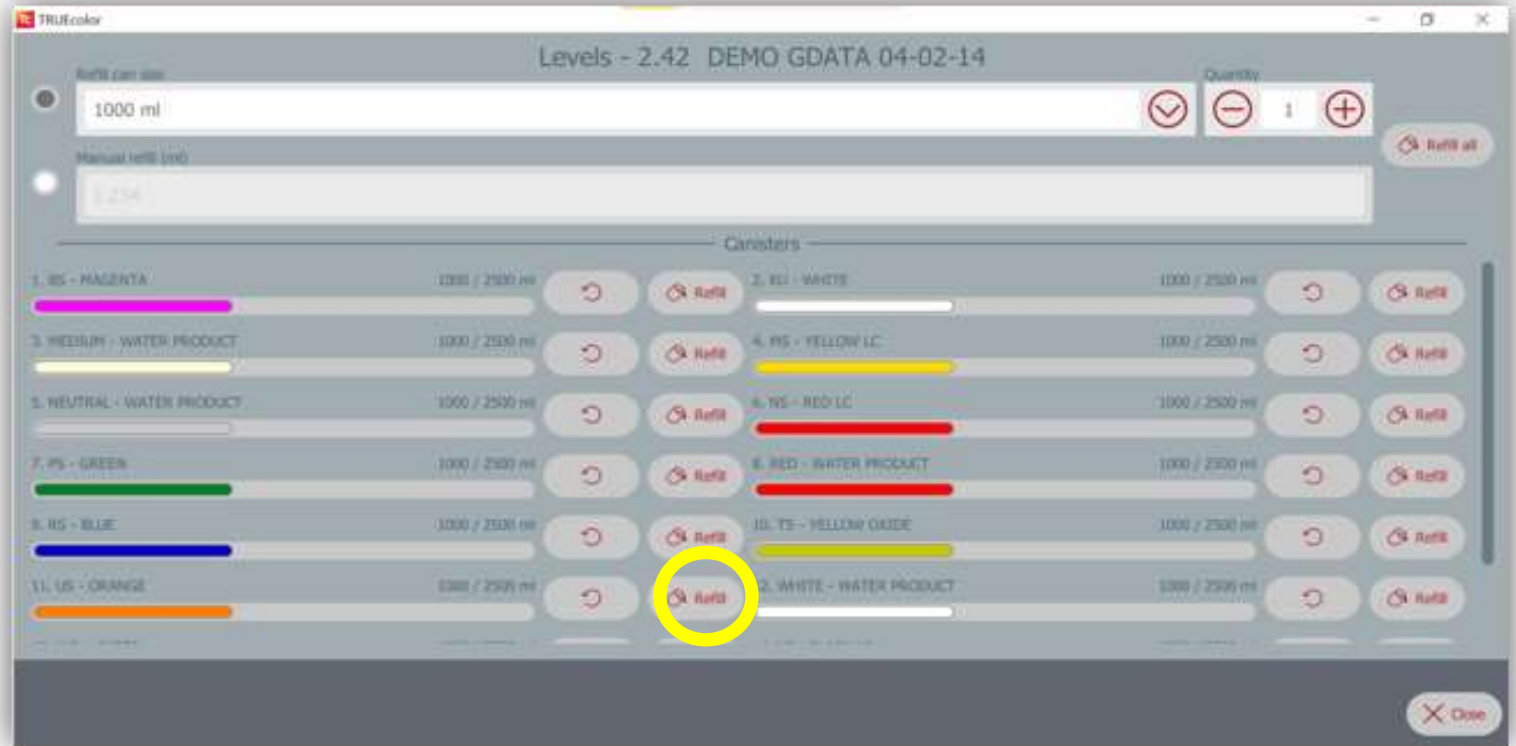 TRUEcolor
Levels - 2.42 DEMO GDATA 04-02-14
Refill can size
Quantity
1000 ml
1
Refill all
Manual refill (ml)
1 234
Canisters
1. BS - MAGENTA 1000 / 2500 ml Refill
2. KU - WHITE 1000 / 2500 ml Refill
3. MEDIUM - WATER PRODUCT 1000 / 2500 ml Refill
4. MS - YELLOW LC 1000 / 2500 ml Refill
5. NEUTRAL - WATER PRODUCT 1000 / 2500 ml Refill
6. NS - RED LC 1000 / 2500 ml Refill
7. PS - GREEN 1000 / 2500 ml Refill
8. RED - WATER PRODUCT 1000 / 2500 ml Refill
9. RS - BLUE 1000 / 2500 ml Refill
10. TS - YELLOW OXIDE 1000 / 2500 ml Refill
11. US - ORANGE 1000 / 2500 ml Refill
12. WHITE - WATER PRODUCT 1000 / 2500 ml Refill
Close